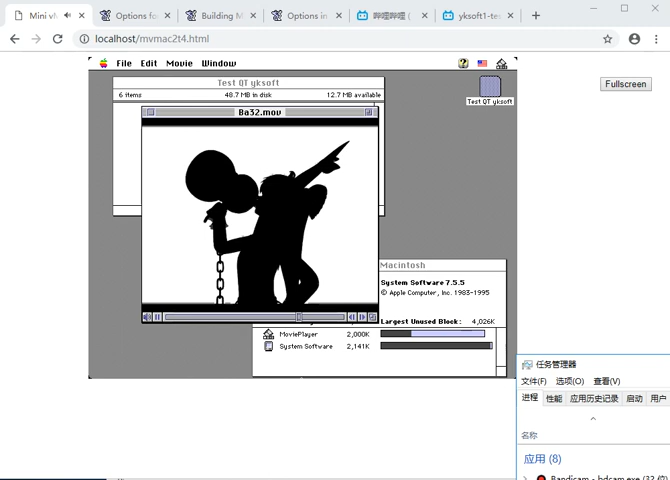 Mini vM
Options fo
Building M
Options in
哔哩哔哩 (
yksoft1-te
localhost/mvmac2t4.html
Fullscreen
File Edit Movie Window
Test QT yksoft
6 items 48.7 MB in disk 12.7 MB available
Test QT yksoft
Ba32.mov
Macintosh
System Software 7.5.5
© Apple Computer, Inc. 1983-1995
Largest Unused Block: 4,026K
MoviePlayer 2,000K
System Software 2,141K
任务管理器
文件(F) 选项(O) 查看(V)
进程 性能 应用历史记录 启动 用户
名称
应用 (8)
Bandicam - bdcam.exe (32 位)